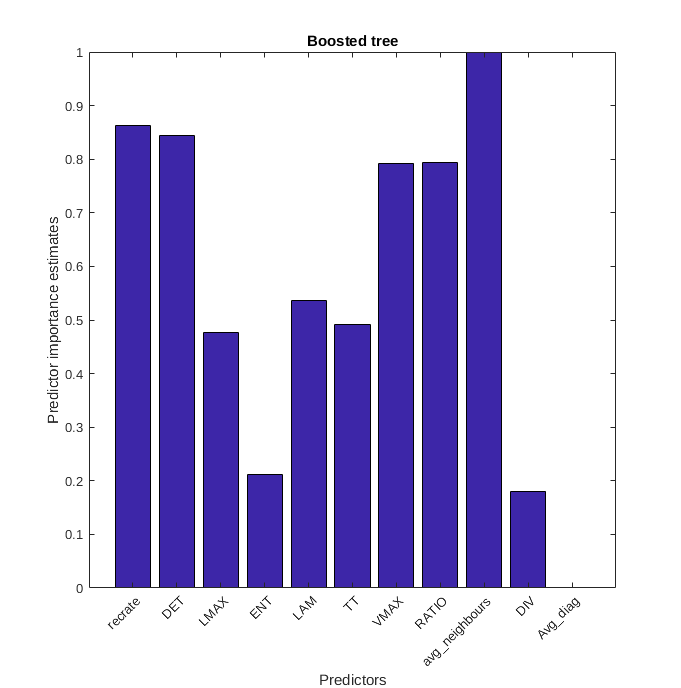 Boosted tree
Predictor importance estimates
1
0.9
0.8
0.7
0.6
0.5
0.4
0.3
0.2
0.1
0
recrate
DET
LMAX
ENT
LAM
TT
VMAX
RATIO
avg_neighbours
DIV
Avg_diag
Predictors